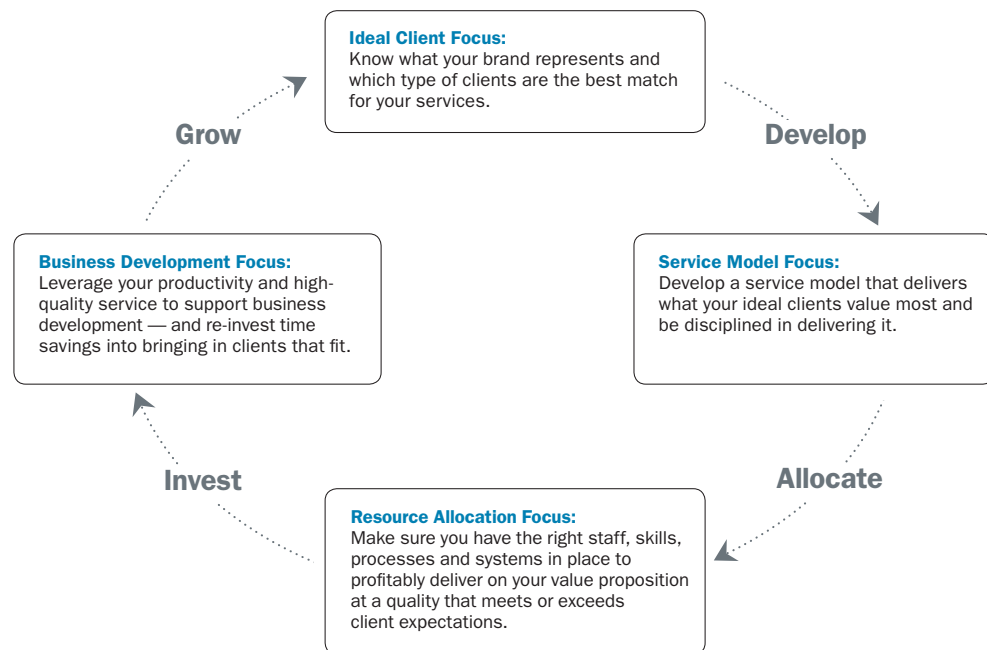 Ideal Client Focus:
Know what your brand represents and
which type of clients are the best match
for your services.
Grow
Develop
Business Development Focus:
Leverage your productivity and high-
quality service to support business
development — and re-invest time
savings into bringing in clients that fit.
Service Model Focus:
Develop a service model that delivers
what your ideal clients value most and
be disciplined in delivering it.
Invest
Allocate
Resource Allocation Focus:
Make sure you have the right staff, skills,
processes and systems in place to
profitably deliver on your value proposition
at a quality that meets or exceeds
client expectations.